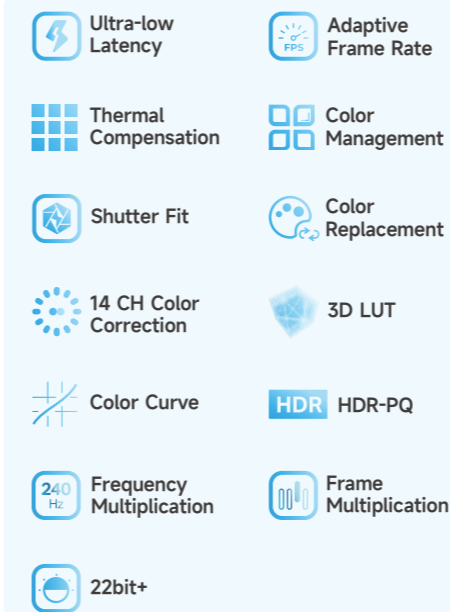 Ultra-low
Latency
FPS
Adaptive
Frame Rate
Thermal
Compensation
Color
Management
Shutter Fit
Color
Replacement
14 CH Color
Correction
3D LUT
Color Curve
HDR
HDR-PQ
240
Hz
Frequency
Multiplication
Frame
Multiplication
22bit+